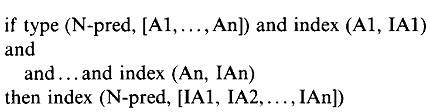 if type (N-pred, [A1,...,An]) and index (A1, IA1)
and
and...and index (An, IAn)
then index (N-pred, [IA1, IA2,...,IAn])